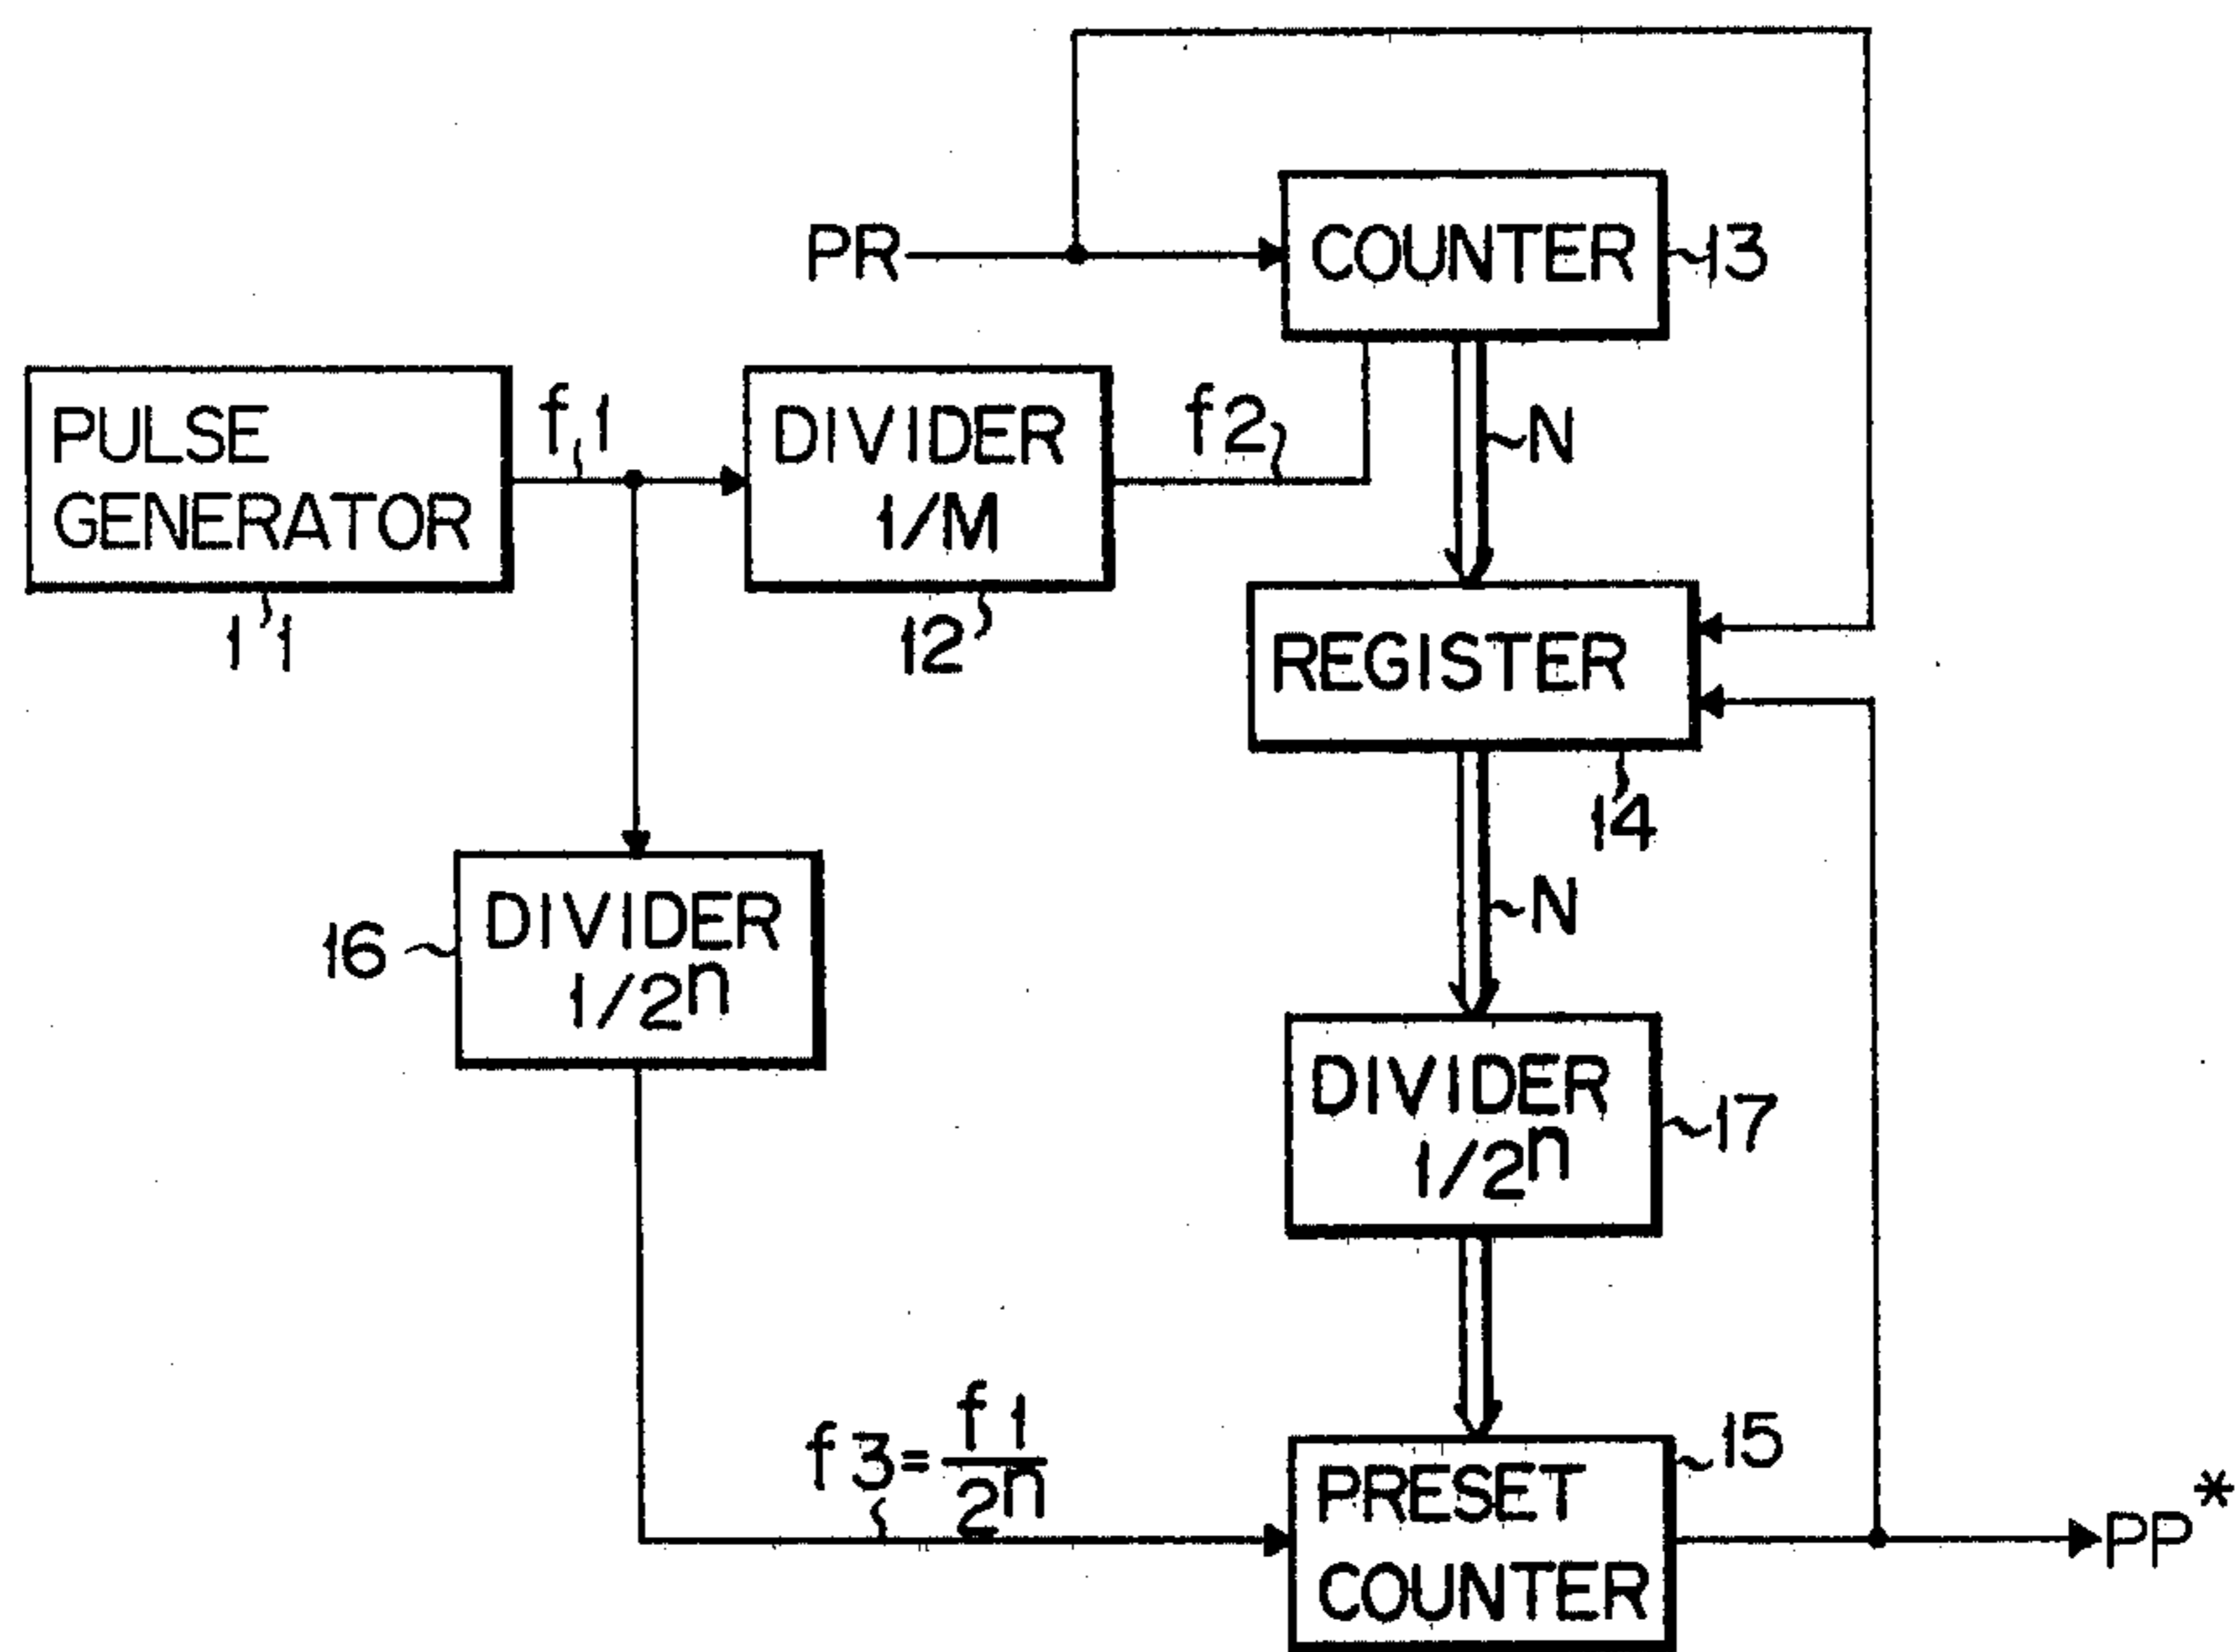 PR
COUNTER
13
PULSE
GENERATOR
11
f1
DIVIDER
1/M
12
f2
N
REGISTER
14
N
16
DIVIDER
1/2ⁿ
DIVIDER
1/2ⁿ
17
f3=f1/2ⁿ
PRESET
COUNTER
15
PP*